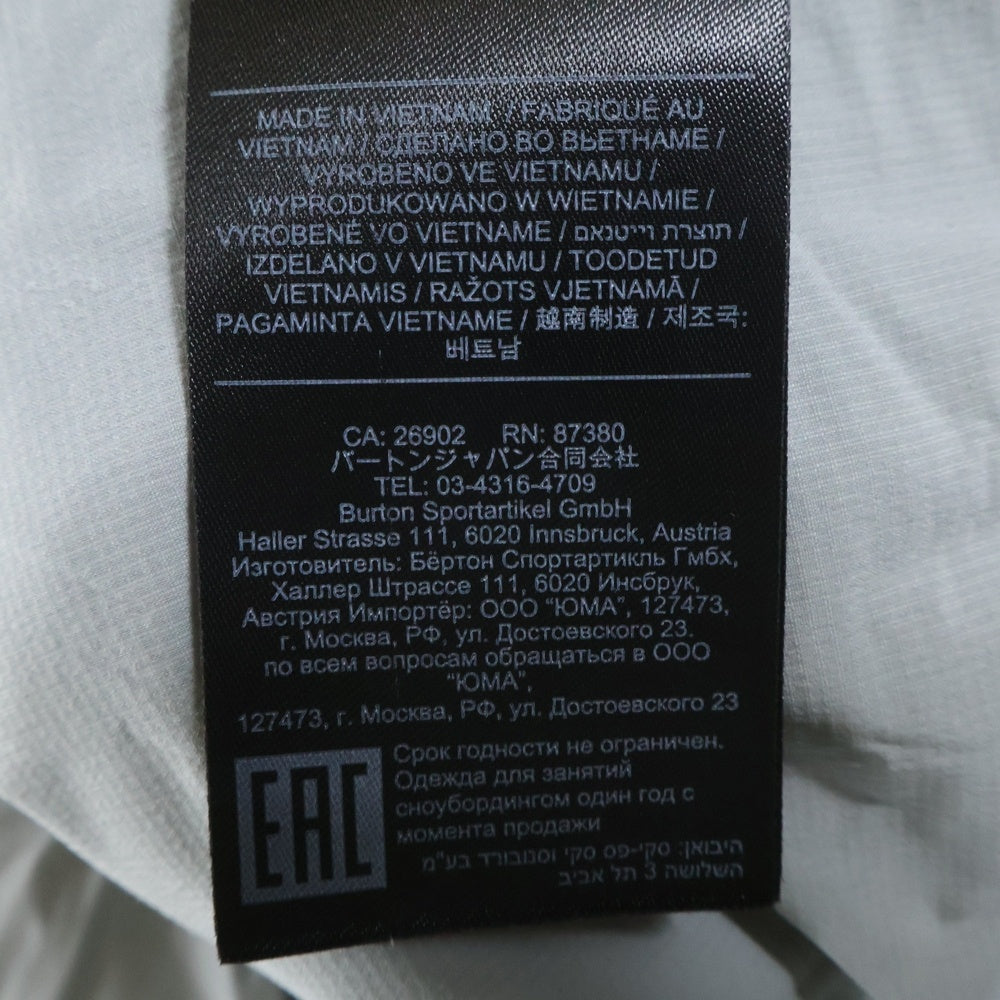 MADE IN VIETNAM / FABRIQUÉ AU
VIETNAM / СДЕЛАНО ВО ВЬЕТНАМЕ /
VYROBENO VE VIETNAMU /
WYPRODUKOWANO W WIETNAMIE /
VYROBENÉ VO VIETNAME / תוצרת וייטנאם /
IZDELANO V VIETNAMU / TOODETUD
VIETNAMIS / RAŽOTS VJETNAMĀ /
PAGAMINTA VIETNAME / 越南制造 / 제조국:
베트남
CA: 26902 RN: 87380
バートンジャパン合同会社
TEL: 03-4316-4709
Burton Sportartikel GmbH
Haller Strasse 111, 6020 Innsbruck, Austria
Изготовитель: Бёртон Спортартикль Гмбх,
Халлер Штрассе 111, 6020 Инсбрук,
Австрия Импортёр: ООО "ЮМА", 127473,
г. Москва, РФ, ул. Достоевского 23.
по всем вопросам обращаться в ООО
"ЮМА",
127473, г. Москва, РФ, ул. Достоевского 23
EAC
Срок годности не ограничен.
Одежда для занятий
сноубордингом один год с
момента продажи
היבואן: סקי-פס סקי וסנובורד בע"מ
השלושה 3 תל אביב